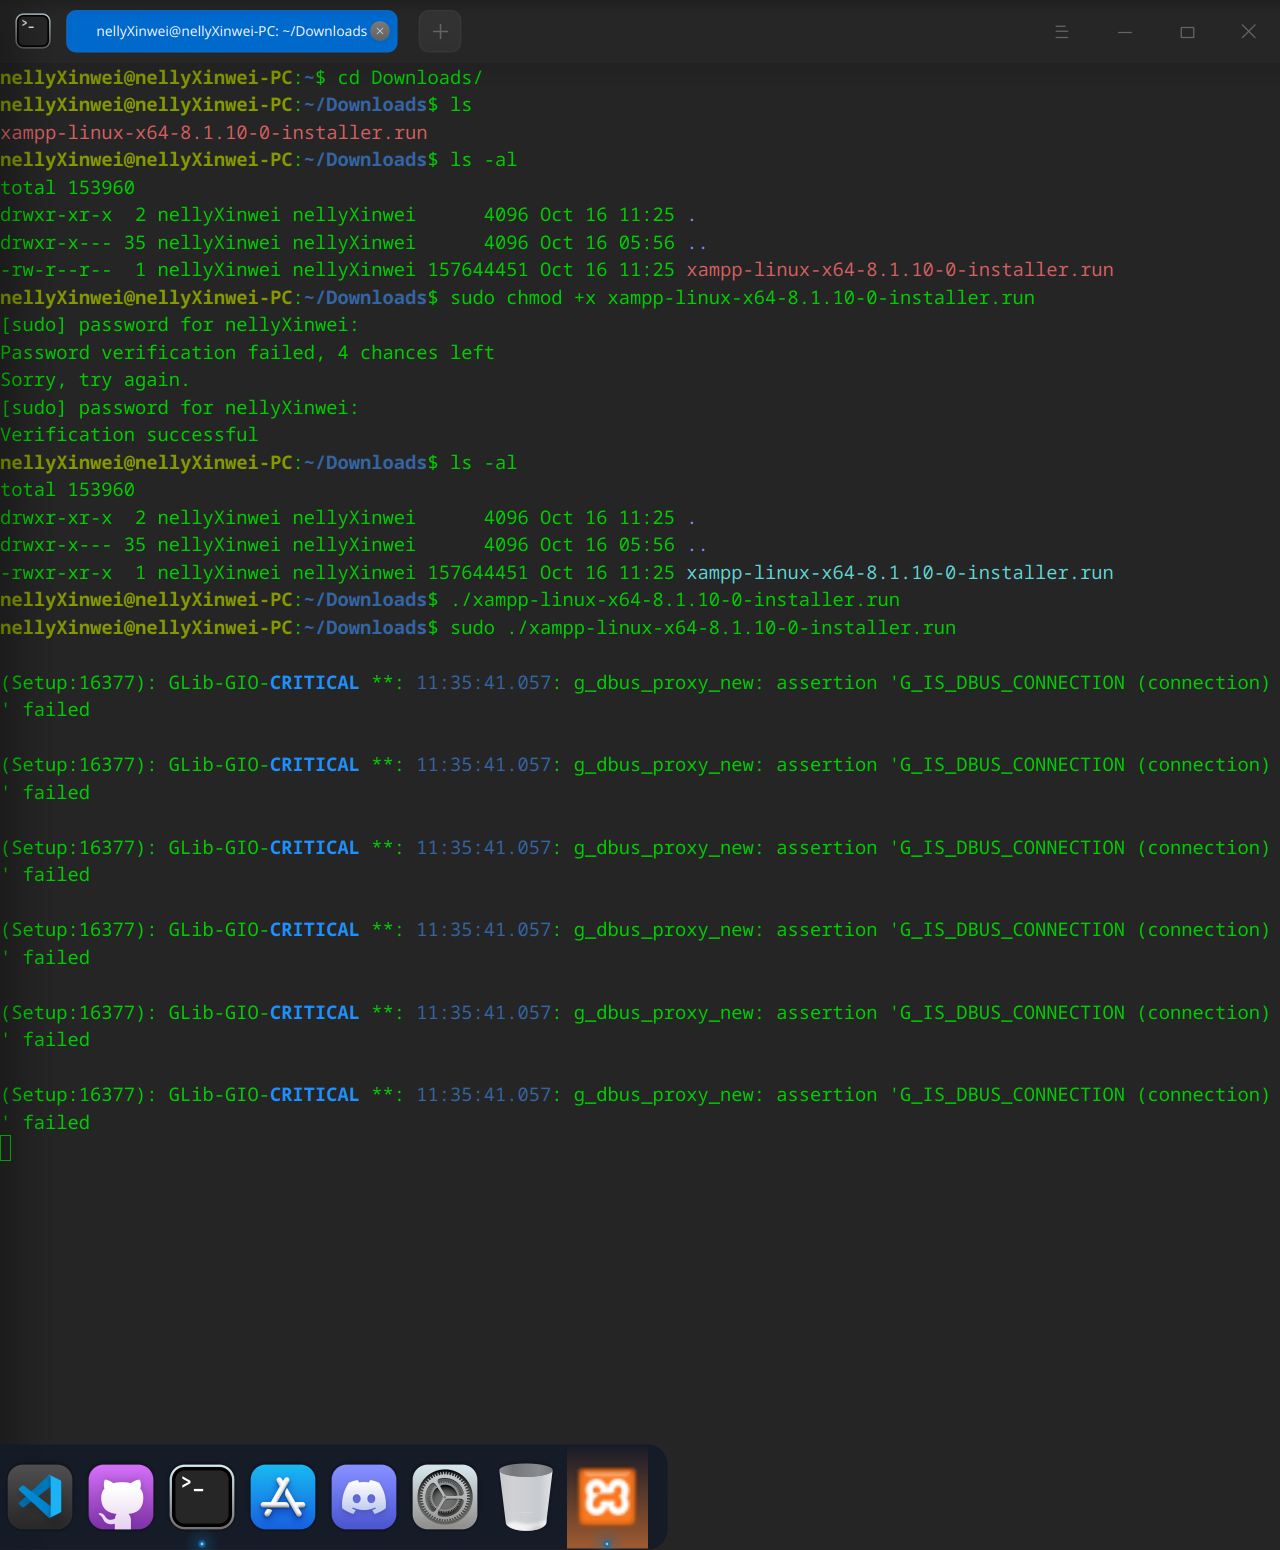 nellyXinwei@nellyXinwei-PC: ~/Downloads
nellyXinwei@nellyXinwei-PC:~$ cd Downloads/
nellyXinwei@nellyXinwei-PC:~/Downloads$ ls
xampp-linux-x64-8.1.10-0-installer.run
nellyXinwei@nellyXinwei-PC:~/Downloads$ ls -al
total 153960
drwxr-xr-x  2 nellyXinwei nellyXinwei      4096 Oct 16 11:25 .
drwxr-x--- 35 nellyXinwei nellyXinwei      4096 Oct 16 05:56 ..
-rw-r--r--  1 nellyXinwei nellyXinwei 157644451 Oct 16 11:25 xampp-linux-x64-8.1.10-0-installer.run
nellyXinwei@nellyXinwei-PC:~/Downloads$ sudo chmod +x xampp-linux-x64-8.1.10-0-installer.run
[sudo] password for nellyXinwei:
Password verification failed, 4 chances left
Sorry, try again.
[sudo] password for nellyXinwei:
Verification successful
nellyXinwei@nellyXinwei-PC:~/Downloads$ ls -al
total 153960
drwxr-xr-x  2 nellyXinwei nellyXinwei      4096 Oct 16 11:25 .
drwxr-x--- 35 nellyXinwei nellyXinwei      4096 Oct 16 05:56 ..
-rwxr-xr-x  1 nellyXinwei nellyXinwei 157644451 Oct 16 11:25 xampp-linux-x64-8.1.10-0-installer.run
nellyXinwei@nellyXinwei-PC:~/Downloads$ ./xampp-linux-x64-8.1.10-0-installer.run
nellyXinwei@nellyXinwei-PC:~/Downloads$ sudo ./xampp-linux-x64-8.1.10-0-installer.run
(Setup:16377): GLib-GIO-CRITICAL **: 11:35:41.057: g_dbus_proxy_new: assertion 'G_IS_DBUS_CONNECTION (connection)
' failed
(Setup:16377): GLib-GIO-CRITICAL **: 11:35:41.057: g_dbus_proxy_new: assertion 'G_IS_DBUS_CONNECTION (connection)
' failed
(Setup:16377): GLib-GIO-CRITICAL **: 11:35:41.057: g_dbus_proxy_new: assertion 'G_IS_DBUS_CONNECTION (connection)
' failed
(Setup:16377): GLib-GIO-CRITICAL **: 11:35:41.057: g_dbus_proxy_new: assertion 'G_IS_DBUS_CONNECTION (connection)
' failed
(Setup:16377): GLib-GIO-CRITICAL **: 11:35:41.057: g_dbus_proxy_new: assertion 'G_IS_DBUS_CONNECTION (connection)
' failed
(Setup:16377): GLib-GIO-CRITICAL **: 11:35:41.057: g_dbus_proxy_new: assertion 'G_IS_DBUS_CONNECTION (connection)
' failed